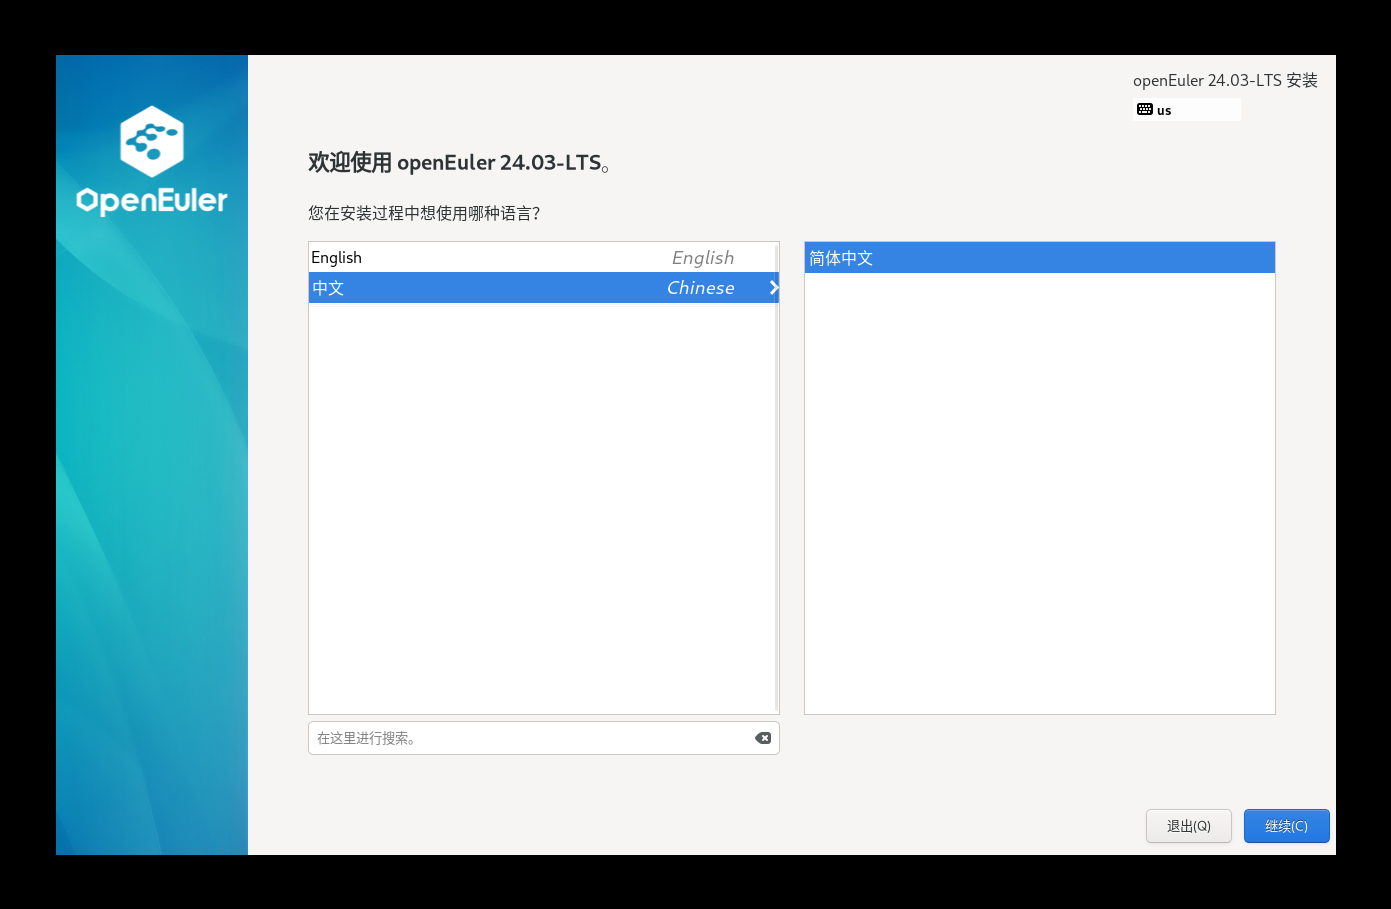 OpenEuler
openEuler 24.03-LTS 安装
us
欢迎使用 openEuler 24.03-LTS。
您在安装过程中想使用哪种语言?
English English
中文 Chinese
简体中文
在这里进行搜索。
退出(Q) 继续(C)